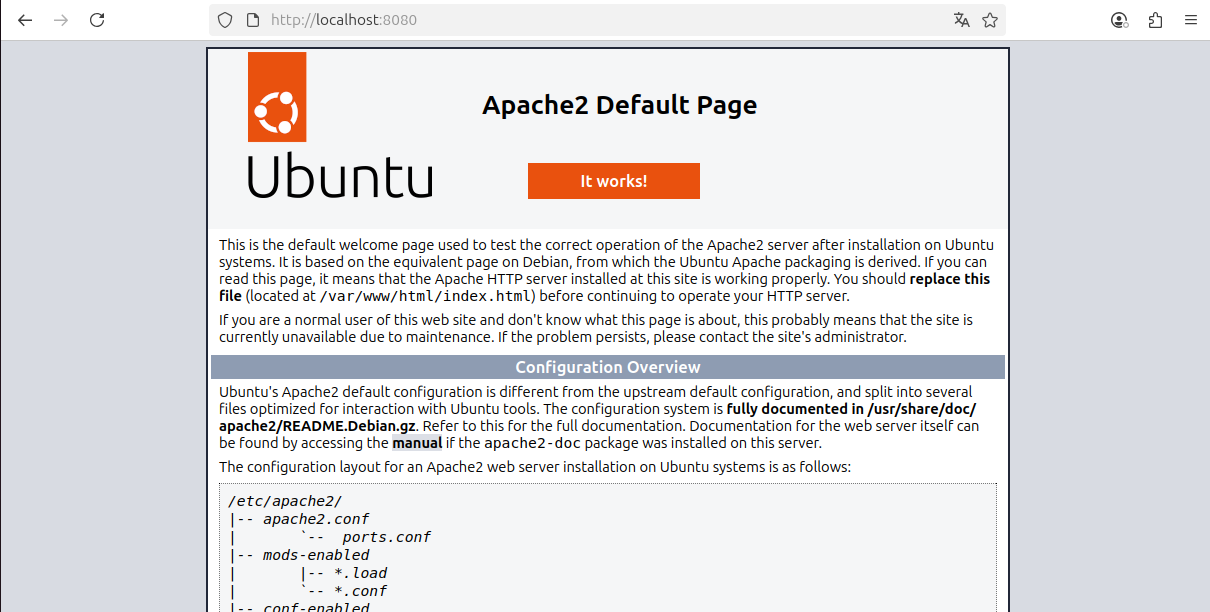 http://localhost:8080
Apache2 Default Page
Ubuntu
It works!
This is the default welcome page used to test the correct operation of the Apache2 server after installation on Ubuntu
systems. It is based on the equivalent page on Debian, from which the Ubuntu Apache packaging is derived. If you can
read this page, it means that the Apache HTTP server installed at this site is working properly. You should replace this
file (located at /var/www/html/index.html) before continuing to operate your HTTP server.
If you are a normal user of this web site and don't know what this page is about, this probably means that the site is
currently unavailable due to maintenance. If the problem persists, please contact the site's administrator.
Configuration Overview
Ubuntu's Apache2 default configuration is different from the upstream default configuration, and split into several
files optimized for interaction with Ubuntu tools. The configuration system is fully documented in /usr/share/doc/
apache2/README.Debian.gz. Refer to this for the full documentation. Documentation for the web server itself can
be found by accessing the manual if the apache2-doc package was installed on this server.
The configuration layout for an Apache2 web server installation on Ubuntu systems is as follows:
/etc/apache2/
|-- apache2.conf
|       `--  ports.conf
|-- mods-enabled
|       |-- *.load
|       `-- *.conf
|-- conf-enabled